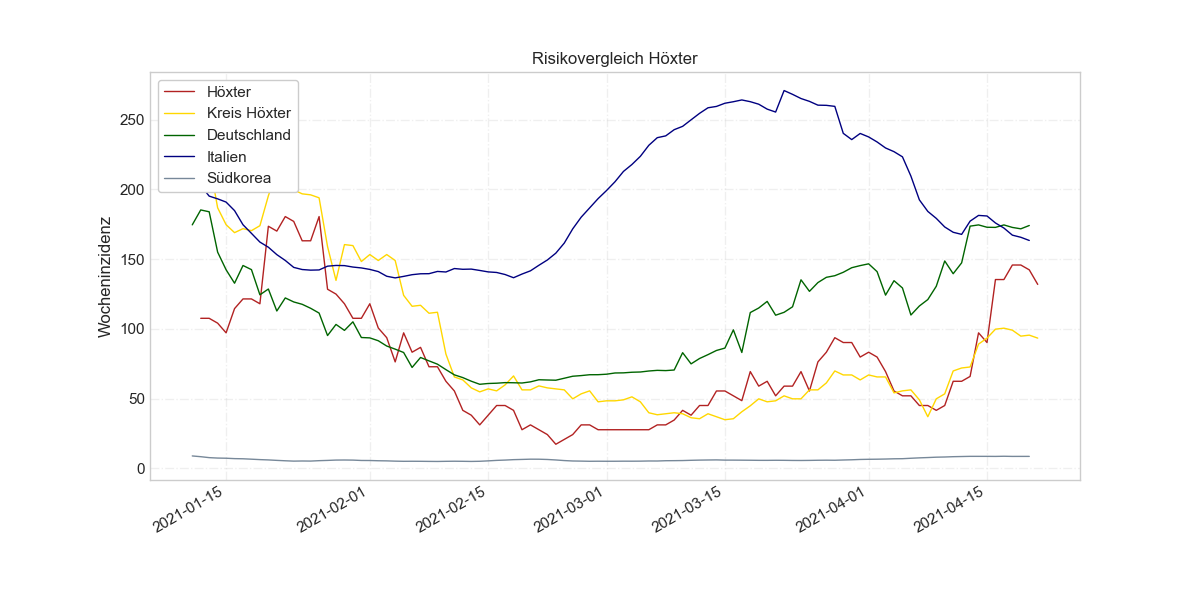 Risikovergleich Höxter
Höxter
Kreis Höxter
Deutschland
Italien
Südkorea
Wocheninzidenz
250
200
150
100
50
0
2021-01-15
2021-02-01
2021-02-15
2021-03-01
2021-03-15
2021-04-01
2021-04-15